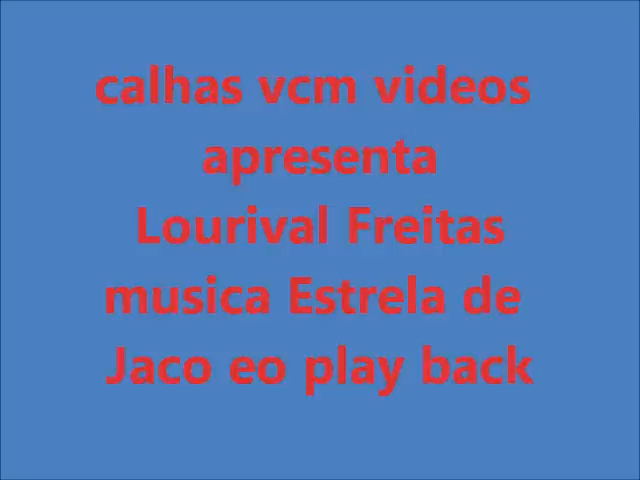 calhas vcm videos
apresenta
Lourival Freitas
musica Estrela de
Jaco eo play back